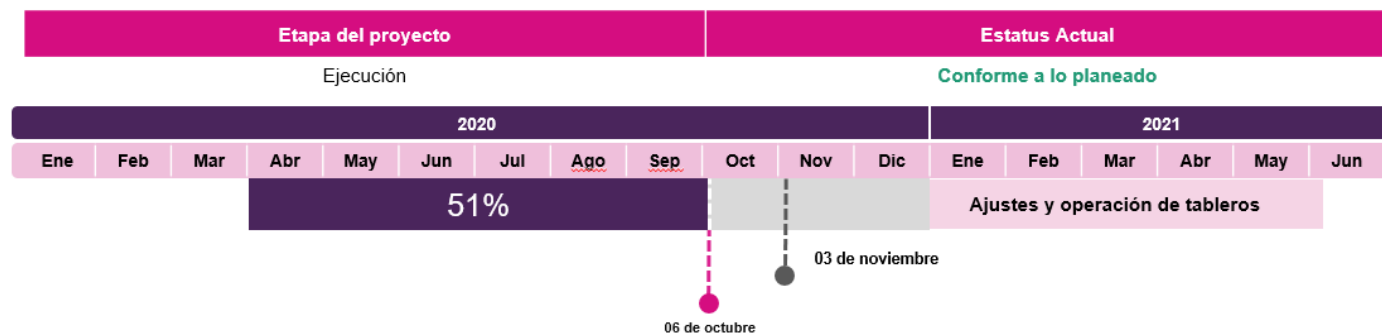 Etapa del proyecto Estatus Actual
Ejecución Conforme a lo planeado
2020 2021
Ene Feb Mar Abr May Jun Jul Ago Sep Oct Nov Dic Ene Feb Mar Abr May Jun
51% Ajustes y operación de tableros
03 de noviembre
06 de octubre